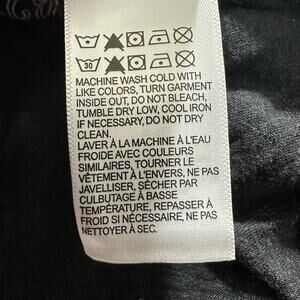 30
MACHINE WASH COLD WITH
LIKE COLORS, TURN GARMENT
INSIDE OUT, DO NOT BLEACH,
TUMBLE DRY LOW, COOL IRON
IF NECESSARY, DO NOT DRY
CLEAN.
LAVER À LA MACHINE À L'EAU
FROIDE AVEC COULEURS
SIMILAIRES, TOURNER LE
VÊTEMENT À L'ENVERS, NE PAS
JAVELLISER, SÉCHER PAR
CULBUTAGE À BASSE
TEMPÉRATURE, REPASSER À
FROID SI NÉCESSAIRE, NE PAS
NETTOYER À SEC.